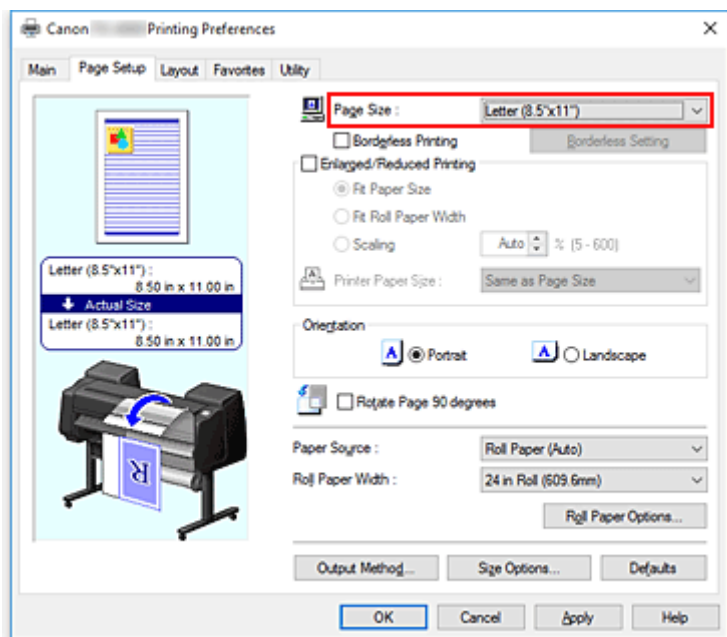 Canon Printing Preferences
Main Page Setup Layout Favorites Utility
Page Size : Letter (8.5"x11")
Borderless Printing Borderless Setting
Enlarged/Reduced Printing
Fit Paper Size
Fit Roll Paper Width
Scaling Auto % (5 - 600)
Printer Paper Size : Same as Page Size
Letter (8.5"x11") :
8.50 in x 11.00 in
Actual Size
Letter (8.5"x11") :
8.50 in x 11.00 in
Orientation
A Portrait A Landscape
Rotate Page 90 degrees
R
Paper Source : Roll Paper (Auto)
Roll Paper Width : 24 in Roll (609.6mm)
Roll Paper Options...
Output Method... Size Options... Defaults
OK Cancel Apply Help